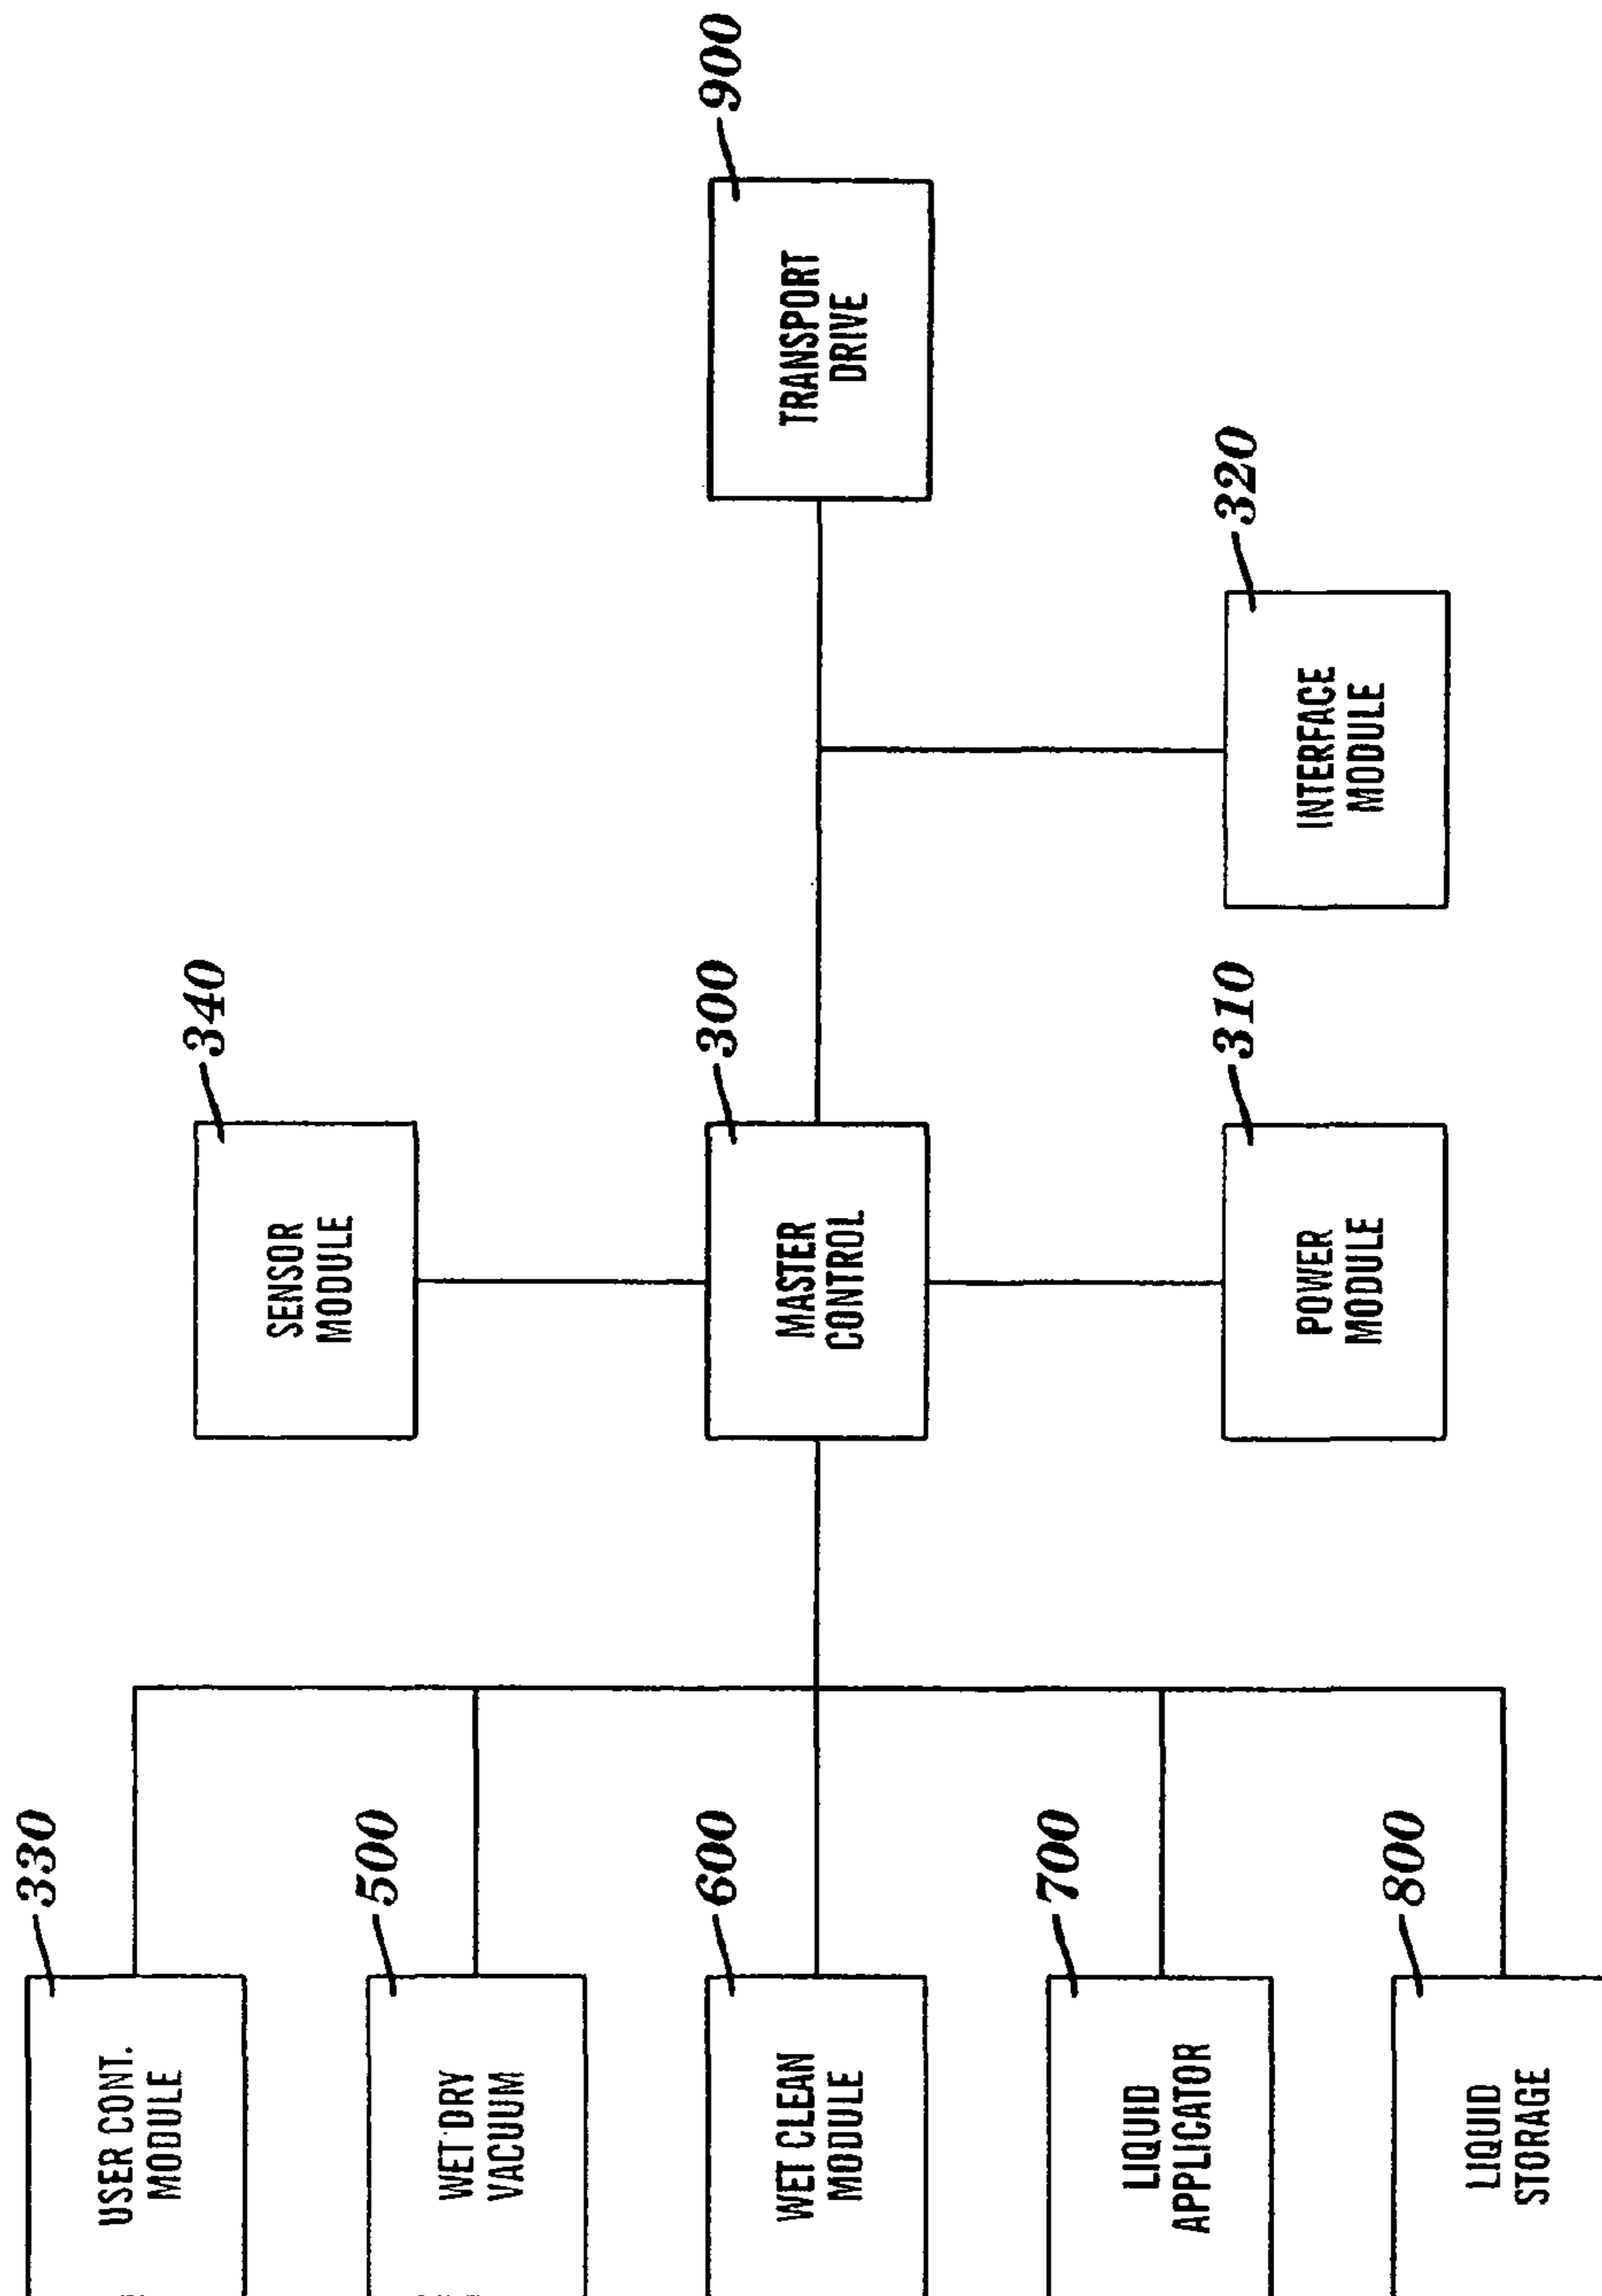 330
USER CONT.
MODULE
340
SENSOR
MODULE
500
WET DRY
VACUUM
600
WET CLEAN
MODULE
300
MASTER
CONTROL
900
TRANSPORT
DRIVE
700
LIQUID
APPLICATOR
310
POWER
MODULE
320
INTERFACE
MODULE
800
LIQUID
STORAGE